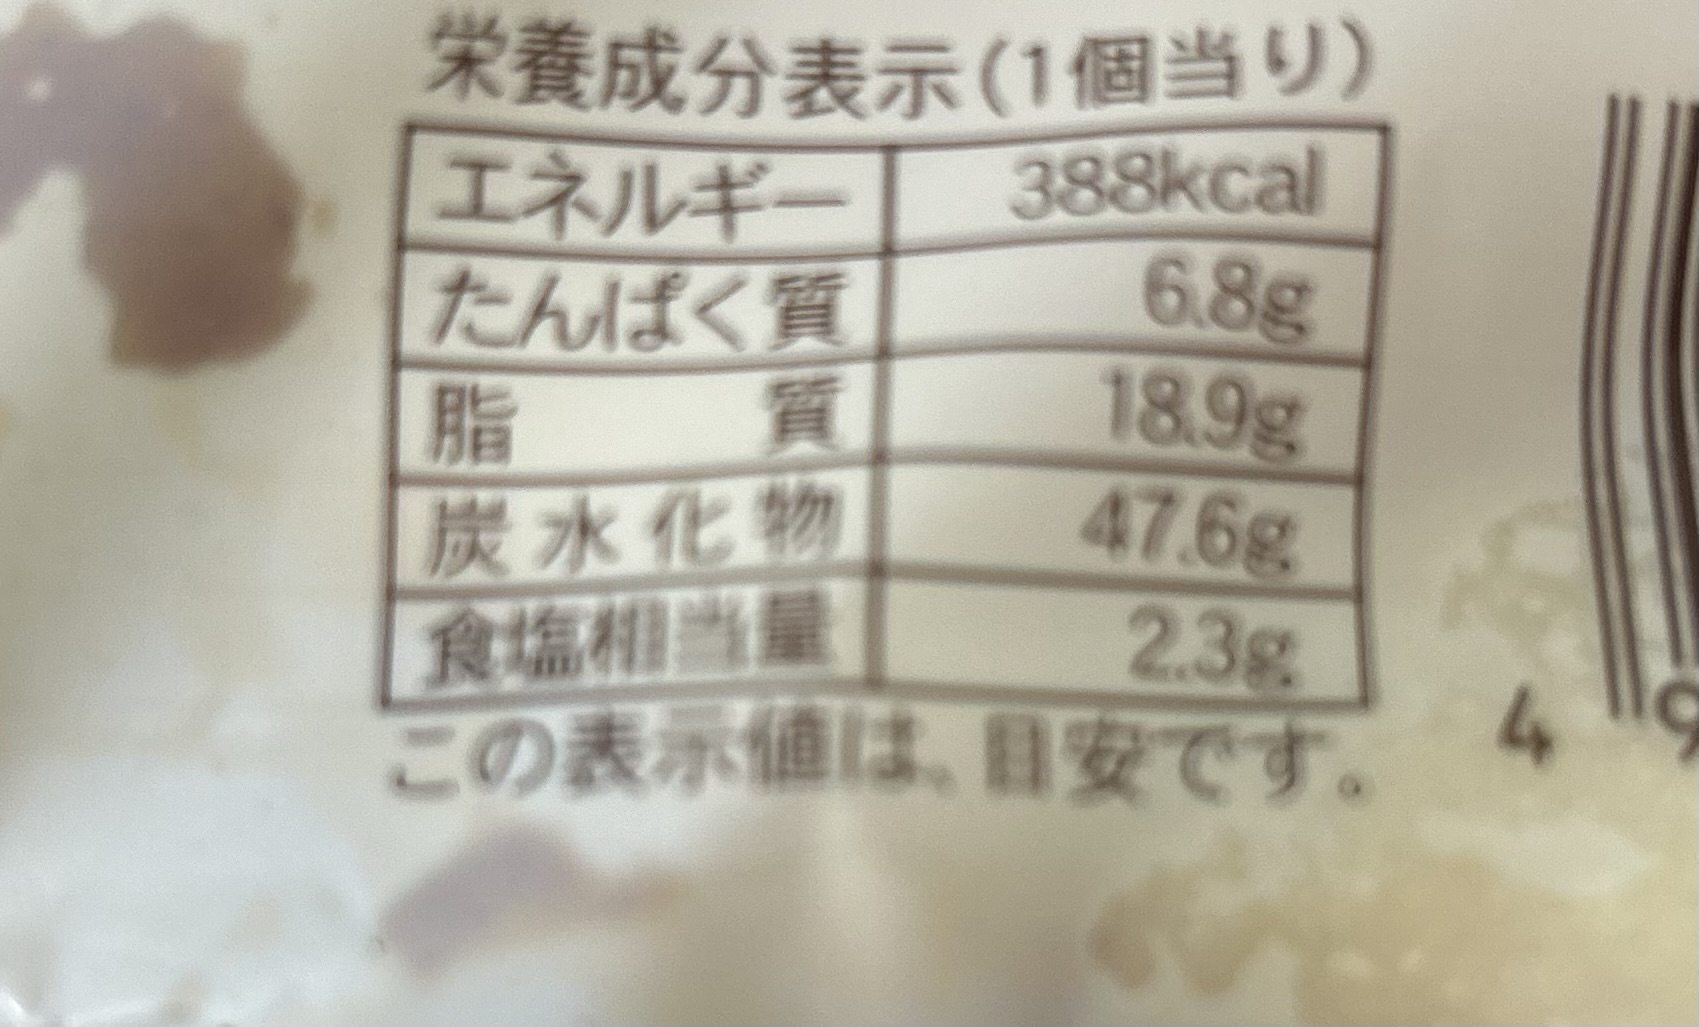 栄養成分表示(1個当り)
エネルギー 388kcal
たんぱく質 6.8g
脂質 18.9g
炭水化物 47.6g
食塩相当量 2.3g
この表示値は、目安です。
4 9